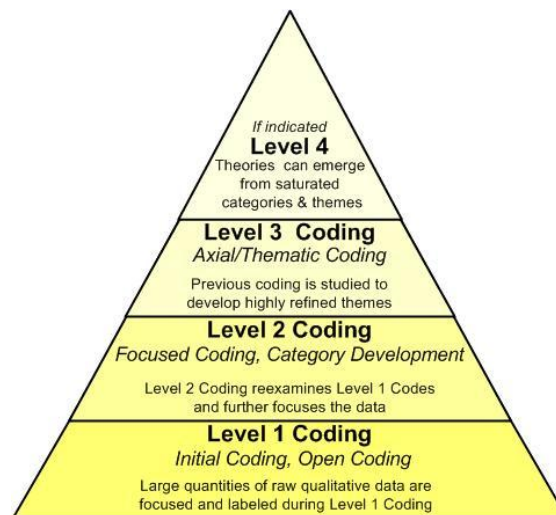 If indicated
Level 4
Theories can emerge
from saturated
categories & themes
Level 3 Coding
Axial/Thematic Coding
Previous coding is studied to
develop highly refined themes
Level 2 Coding
Focused Coding, Category Development
Level 2 Coding reexamines Level 1 Codes
and further focuses the data
Level 1 Coding
Initial Coding, Open Coding
Large quantities of raw qualitative data are
focused and labeled during Level 1 Coding